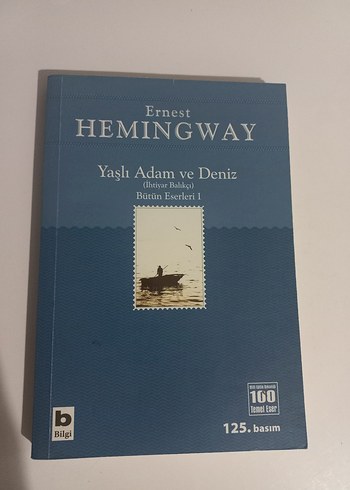 Ernest
HEMINGWAY
Yaşlı Adam ve Deniz
(İhtiyar Balıkçı)
Bütün Eserleri 1
100
Temel Eser
125. basım
b
Bilgi